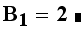 B₁ = 2 ∎